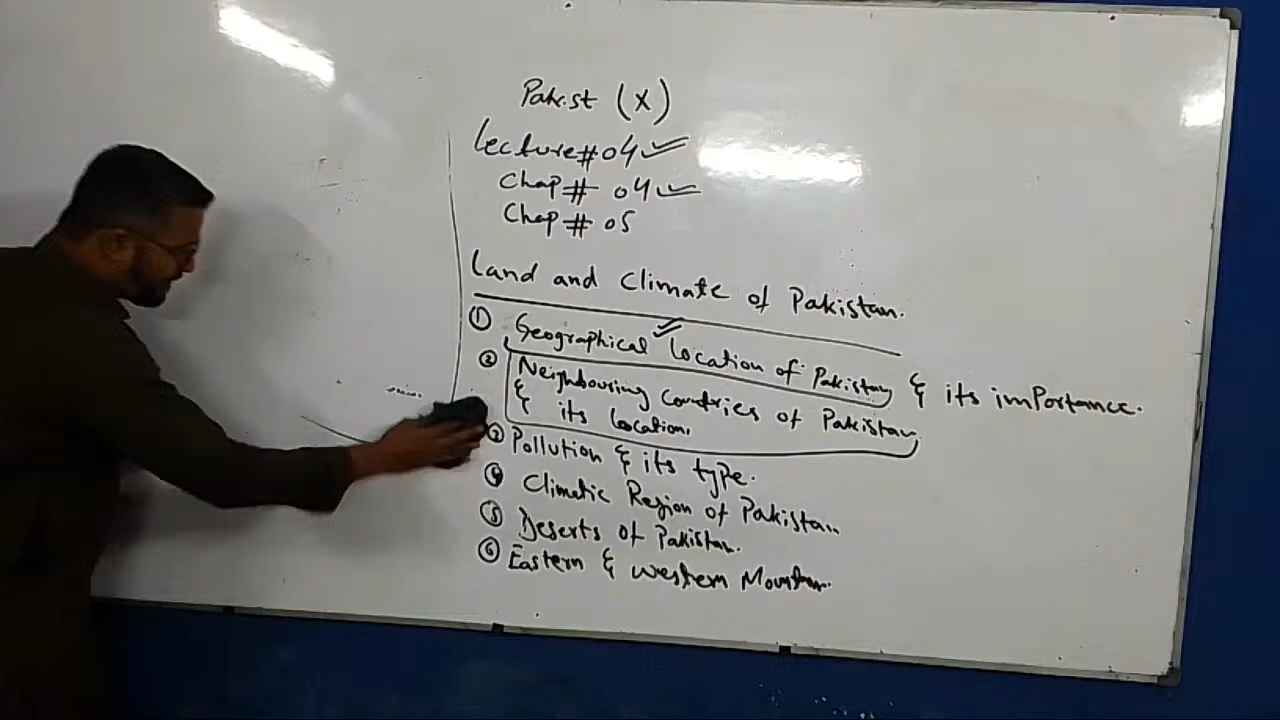 Pak.st (X)
Lecture#04
Chap# 04
Chap# 05
Land and Climate of Pakistan.
① Geographical Location of Pakistan & its importance.
② Neighbouring Countries of Pakistan
& its location.
③ Pollution & its type.
④ Climatic Region of Pakistan.
⑤ Deserts of Pakistan.
⑥ Eastern & Western Mountain.